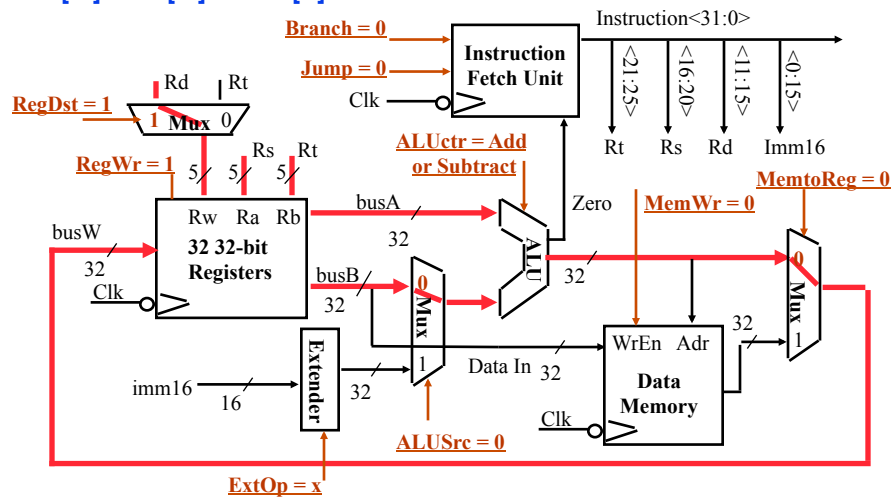 Branch = 0
Instruction<31:0>
Jump = 0
Instruction
Fetch Unit
Clk
<21:25>
<16:20>
<11:15>
<0:15>
Rt
Rs
Rd
Imm16
Rd
Rt
RegDst = 1
1
Mux
0
RegWr = 1
5
5
Rs
5
Rt
ALUctr = Add
or Subtract
Zero
MemWr = 0
MemtoReg = 0
busW
32
Rw
Ra
Rb
32 32-bit
Registers
Clk
busA
32
busB
32
0
Mux
1
ALU
32
0
Mux
1
imm16
16
Extender
32
Data In
32
WrEn
Adr
Data
Memory
32
Clk
ALUSrc = 0
ExtOp = x